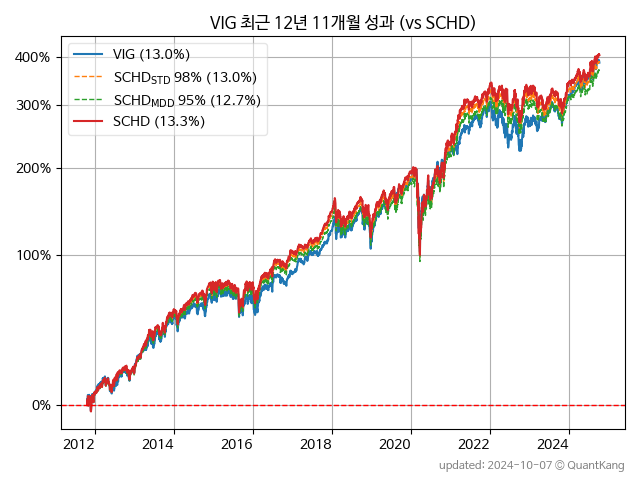 VIG 최근 12년 11개월 성과 (vs SCHD)
400%
300%
200%
100%
0%
VIG (13.0%)
SCHD_STD 98% (13.0%)
SCHD_MDD 95% (12.7%)
SCHD (13.3%)
2012 2014 2016 2018 2020 2022 2024
updated: 2024-10-07 © QuantKang